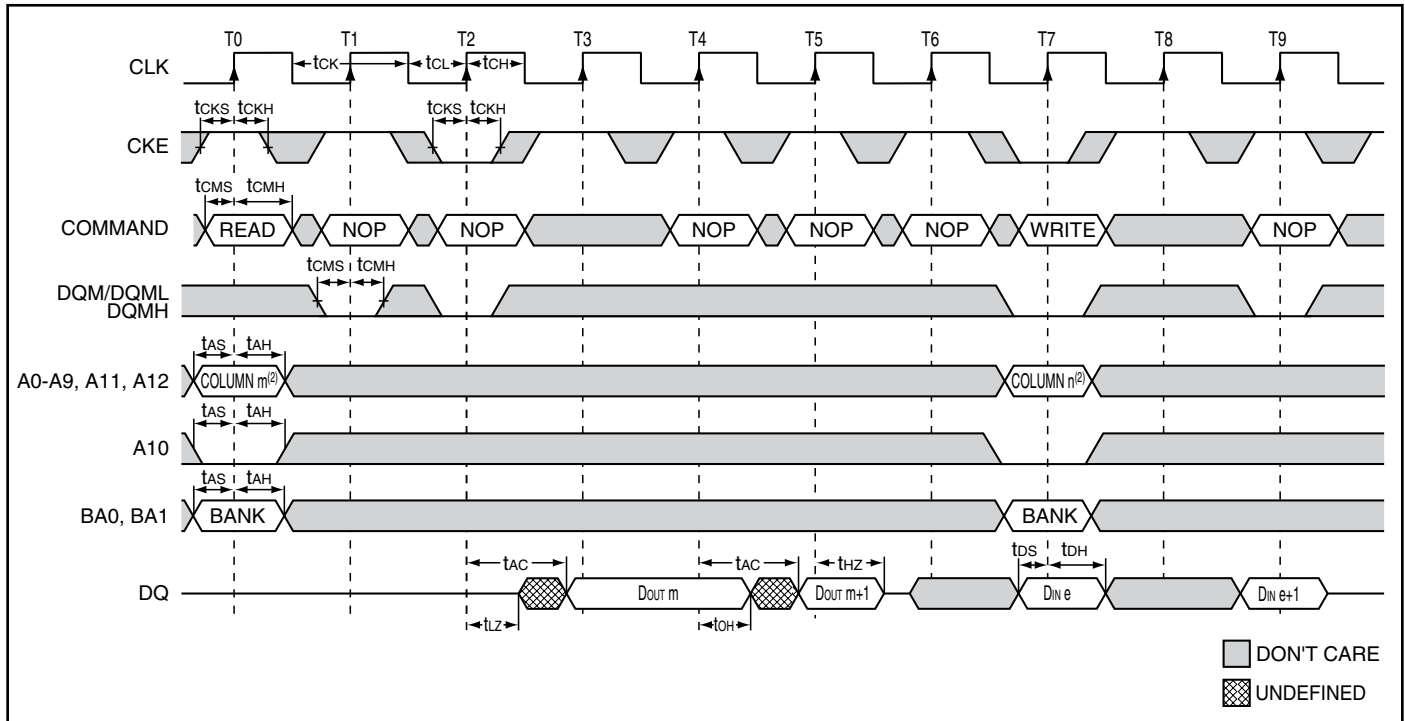 T0 T1 T2 T3 T4 T5 T6 T7 T8 T9
CLK
tCK tCL tCH
tCKS tCKH tCKS tCKH
CKE
tCMS tCMH
COMMAND READ NOP NOP NOP NOP NOP WRITE NOP
tCMS tCMH
DQM/DQML
DQMH
tAS tAH
A0-A9, A11, A12 COLUMN m(2) COLUMN n(2)
tAS tAH
A10
tAS tAH
BA0, BA1 BANK BANK
tAC tAC tHZ tDS tDH
DQ DOUT m DOUT m+1 DIN e DIN e+1
tLZ tOH
DON'T CARE
UNDEFINED